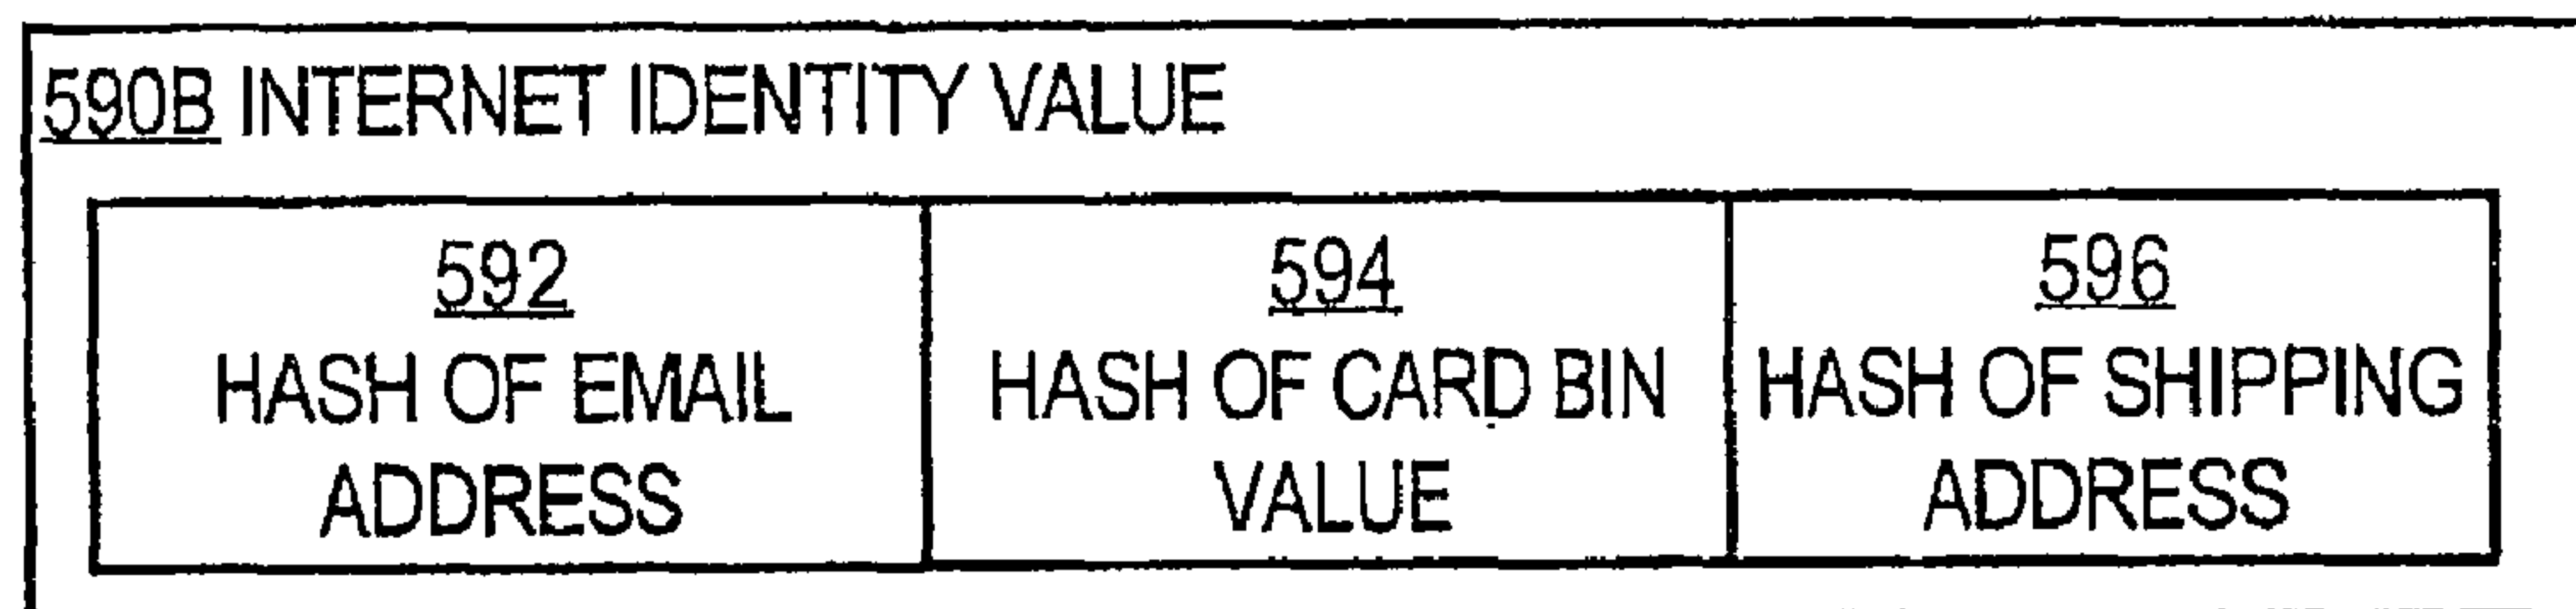 590B INTERNET IDENTITY VALUE
592
HASH OF EMAIL
ADDRESS
594
HASH OF CARD BIN
VALUE
596
HASH OF SHIPPING
ADDRESS